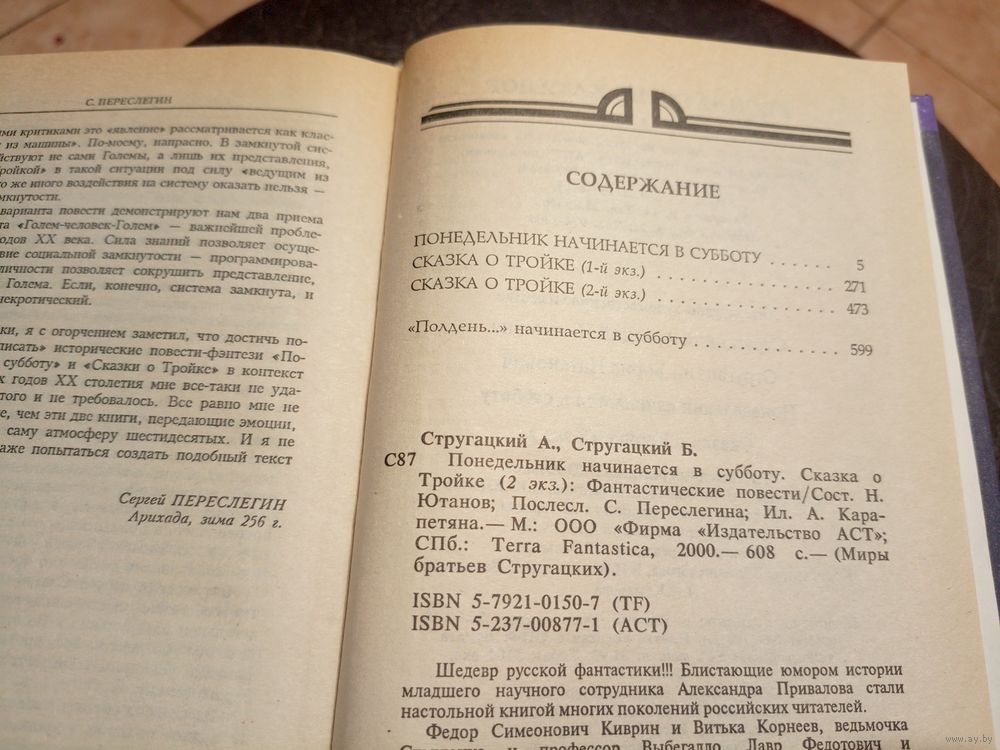 С. ПЕРЕСЛЕГИН
ми критиками это «явление» рассматривается как клас-
из машины». По-моему, напрасно. В замкнутой сис-
йствуют не сами Големы, а лишь их представления,
ройкой» в такой ситуации под силу «ведущим из
о же иного воздействия на систему оказать нельзя —
мкнутости.
варианта повести демонстрируют нам два приема
та «Голем-человек-Голем» — важнейшей пробле-
одов XX века. Сила знаний позволяет осуще-
вие социальной замкнутости — программирова-
личности позволяет сокрушить представление,
Голема. Если, конечно, система замкнута, и
некротический.
ки, я с огорчением заметил, что достичь по-
писать» исторические повести-фэнтези «По-
субботу» и «Сказки о Тройке» в контекст
х годов XX столетия мне все-таки не уда-
того и не требовалось. Все равно мне не
е, чем эти две книги, передающие эмоции,
саму атмосферу шестидесятых. И я не
аже попытаться создать подобный текст
Сергей ПЕРЕСЛЕГИН
Арихада, зима 256 г.
СОДЕРЖАНИЕ
ПОНЕДЕЛЬНИК НАЧИНАЕТСЯ В СУББОТУ . . . . . . 5
СКАЗКА О ТРОЙКЕ (1-й экз.) . . . . . . . . . . . . . . . . 271
СКАЗКА О ТРОЙКЕ (2-й экз.) . . . . . . . . . . . . . . . . 473
«Полдень...» начинается в субботу . . . . . . . . . . . . . 599
Стругацкий А., Стругацкий Б.
С87 Понедельник начинается в субботу. Сказка о
Тройке (2 экз.): Фантастические повести/Сост. Н.
Ютанов; Послесл. С. Переслегина; Ил. А. Кара-
петяна.— М.: ООО «Фирма «Издательство АСТ»;
СПб.: Terra Fantastica, 2000.— 608 с.— (Миры
братьев Стругацких).
ISBN 5-7921-0150-7 (TF)
ISBN 5-237-00877-1 (АСТ)
Шедевр русской фантастики!!! Блистающие юмором истории
младшего научного сотрудника Александра Привалова стали
настольной книгой многих поколений российских читателей.
Федор Симеонович Киврин и Витька Корнеев, ведьмочка
и профессор Выбегалло, Лавр Федотович и
www.ay.by